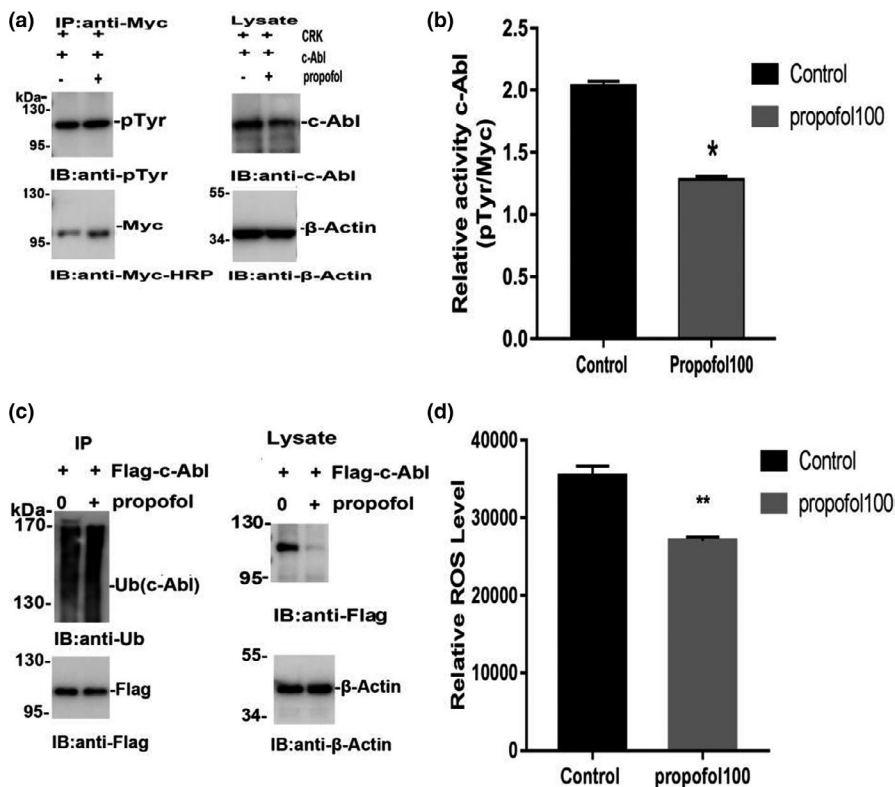 (a)
IP:anti-Myc
Lysate
+ + + + CRK
+ + + + c-Abl
- + - + propofol
kDa-
130-
95-
-pTyr
IB:anti-pTyr
-c-Abl
IB:anti-c-Abl
130-
95-
-Myc
IB:anti-Myc-HRP
55-
34-
-β-Actin
IB:anti-β-Actin
(b)
Relative activity c-Abl
(pTyr/Myc)
2.5
2.0
1.5
1.0
0.5
0.0
*
Control
propofol100
Control
Propofol100
(c)
IP
+ + Flag-c-Abl
0 + propofol
kDa-
170-
130-
-Ub(c-Abl)
IB:anti-Ub
130-
95-
-Flag
IB:anti-Flag
Lysate
+ + Flag-c-Abl
0 + propofol
130-
95-
IB:anti-Flag
55-
34-
-β-Actin
IB:anti-β-Actin
(d)
Relative ROS Level
40000
30000
20000
10000
0
**
Control
propofol100
Control
propofol100